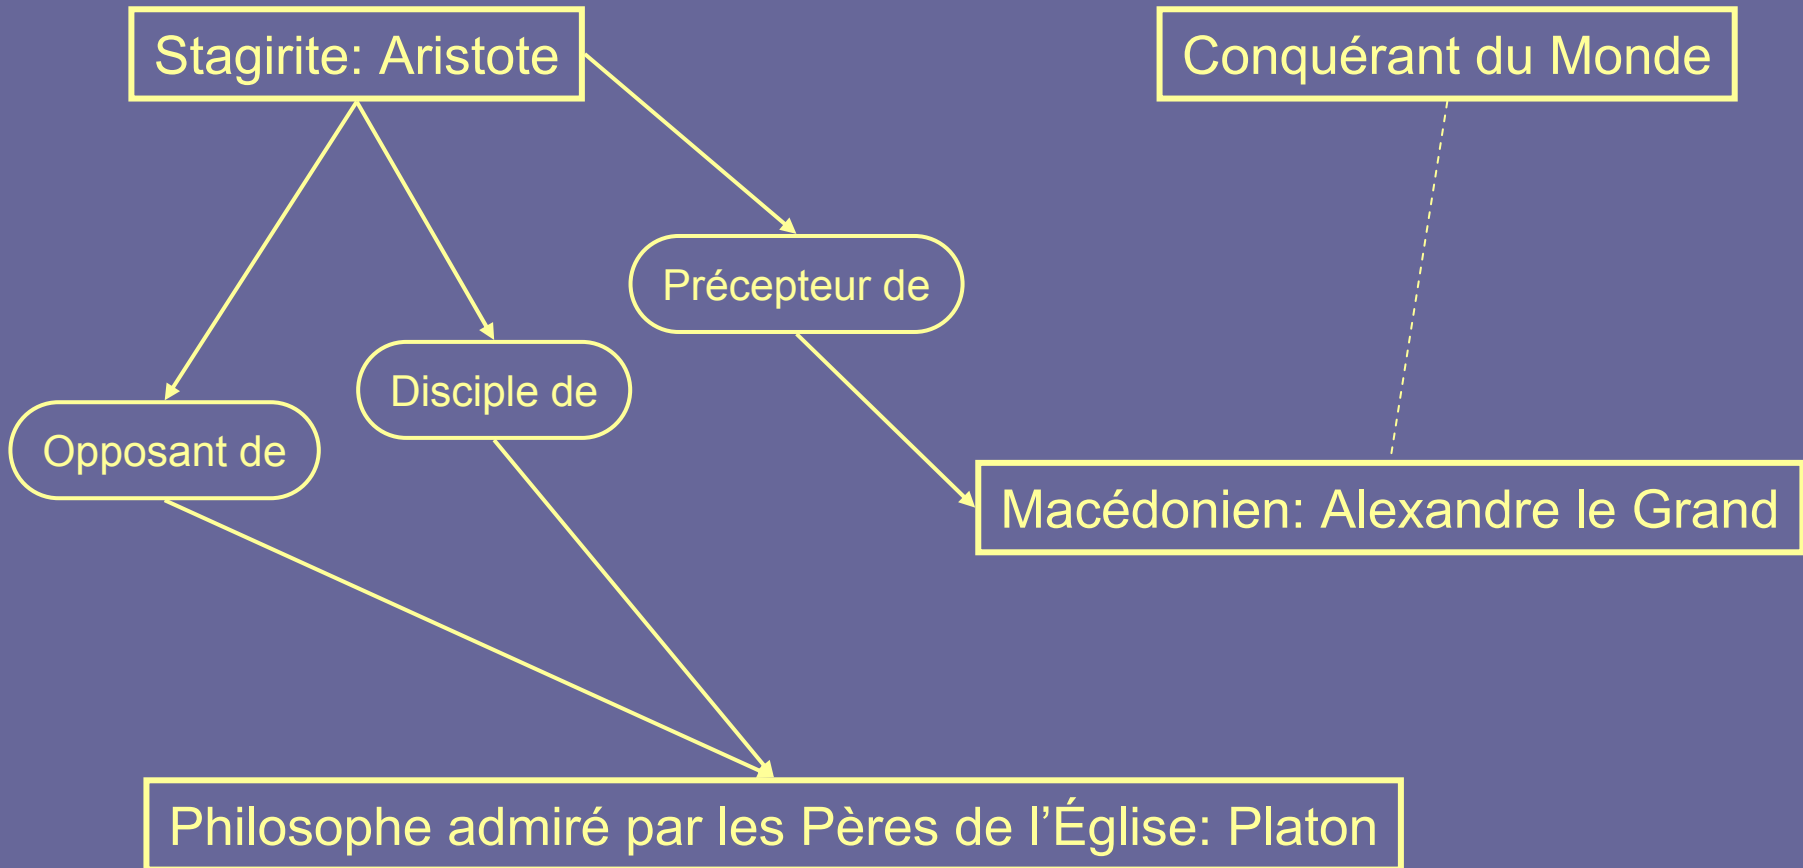 Stagirite: Aristote
Conquérant du Monde
Précepteur de
Disciple de
Opposant de
Macédonien: Alexandre le Grand
Philosophe admiré par les Pères de l’Église: Platon